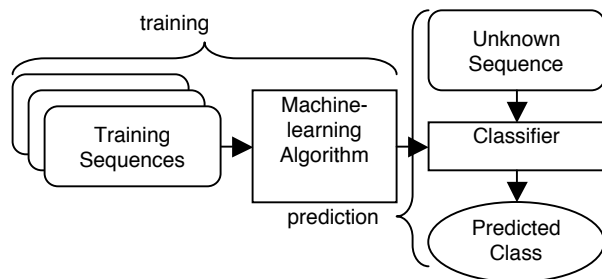 training
Training
Sequences
Machine-
learning
Algorithm
prediction
Unknown
Sequence
Classifier
Predicted
Class